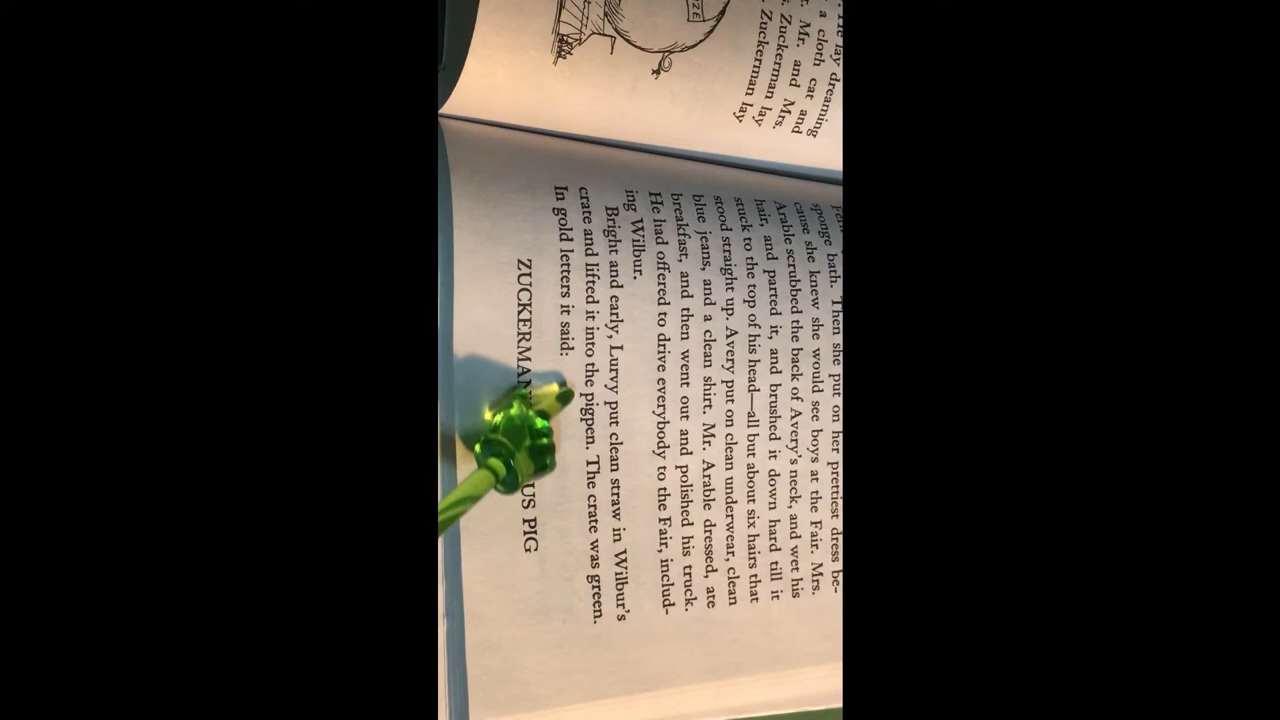 . He lay dreaming
a cloth cat and
r. Mr. and Mrs.
s. Zuckerman lay
. Zuckerman lay,
sponge bath. Then she put on her prettiest dress be-
cause she knew she would see boys at the Fair. Mrs.
Arable scrubbed the back of Avery's neck, and wet his
hair, and parted it, and brushed it down hard till it
stuck to the top of his head—all but about six hairs that
stood straight up. Avery put on clean underwear, clean
blue jeans, and a clean shirt. Mr. Arable dressed, ate
breakfast, and then went out and polished his truck.
He had offered to drive everybody to the Fair, includ-
ing Wilbur.
Bright and early, Lurvy put clean straw in Wilbur's
crate and lifted it into the pigpen. The crate was green.
In gold letters it said:
ZUCKERMAN US PIG